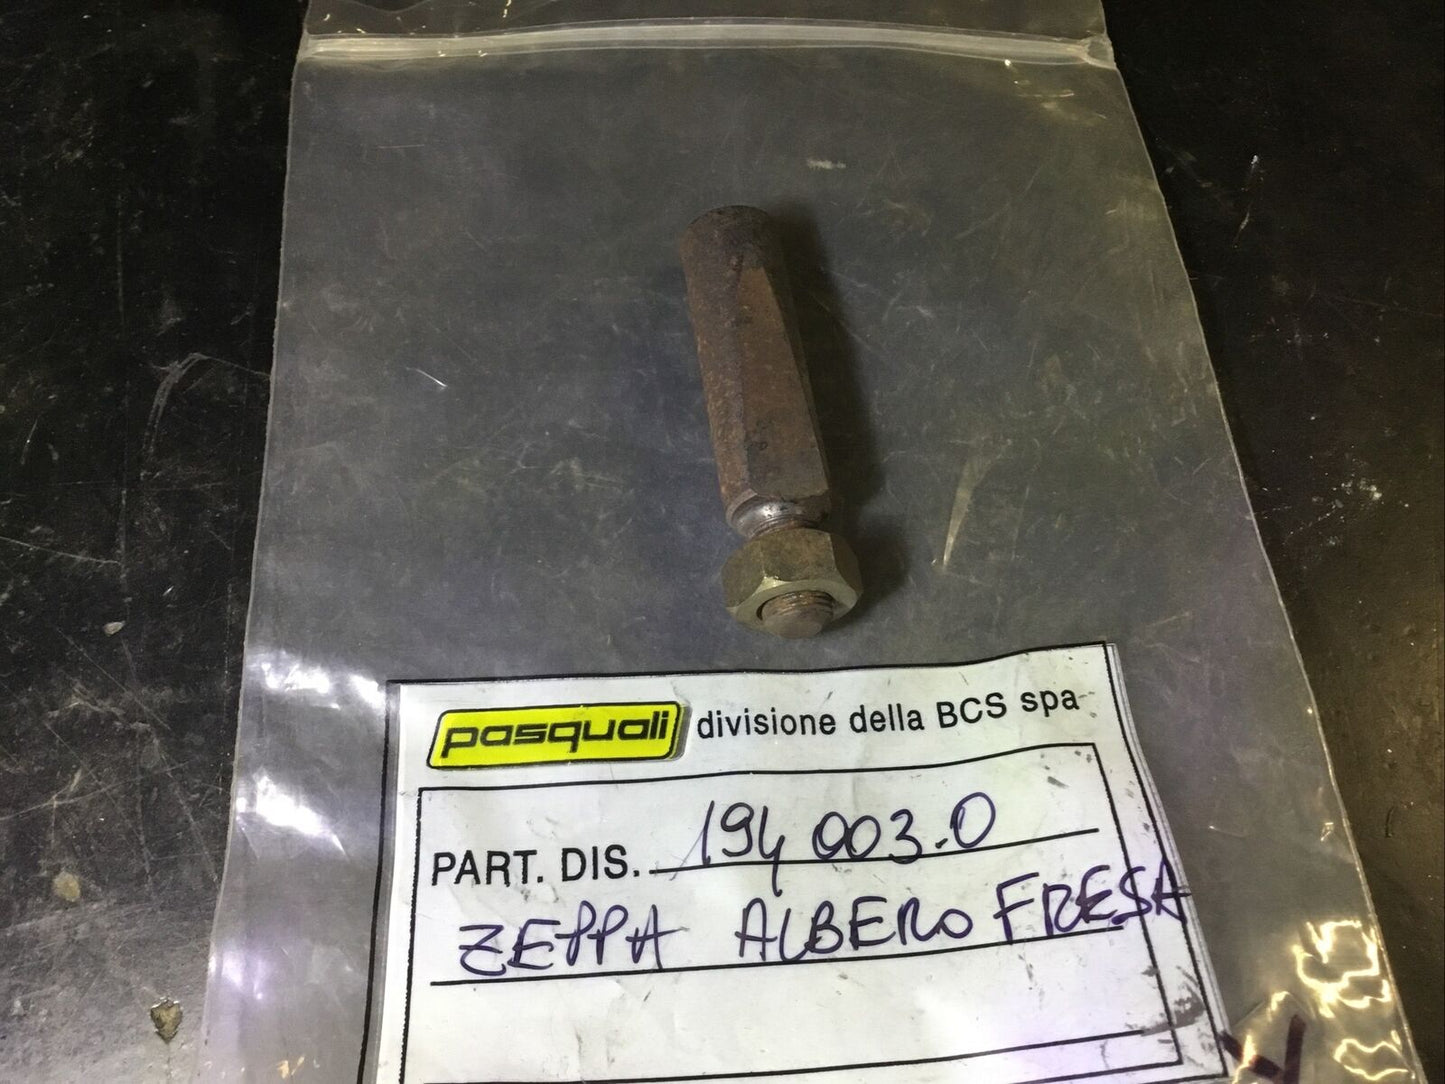 pasquali divisione della BCS spa
PART. DIS. 194 003.0
ZEPPA ALBERO FRESA